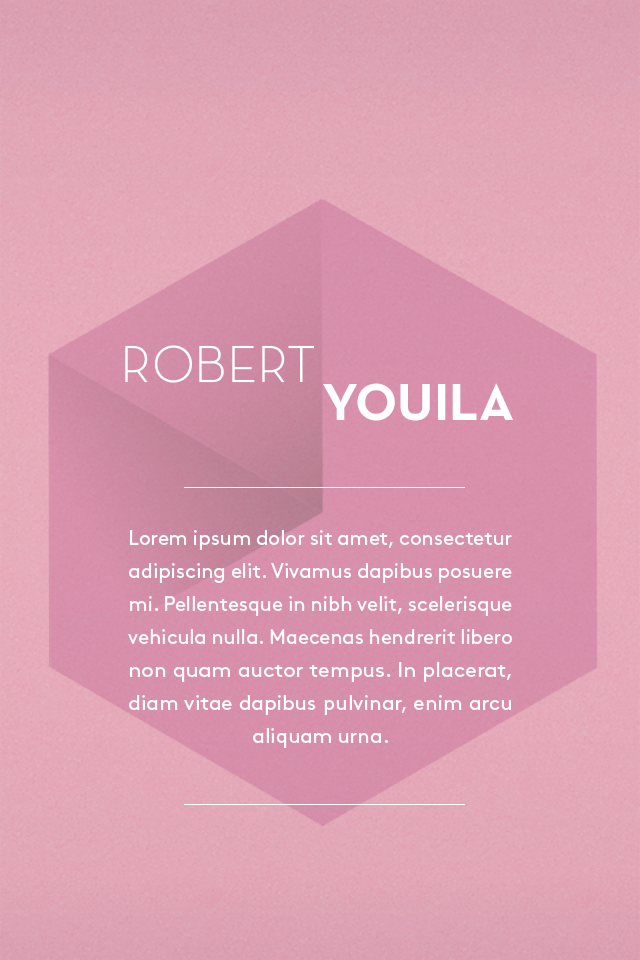 ROBERT
YOUILA
Lorem ipsum dolor sit amet, consectetur
adipiscing elit. Vivamus dapibus posuere
mi. Pellentesque in nibh velit, scelerisque
vehicula nulla. Maecenas hendrerit libero
non quam auctor tempus. In placerat,
diam vitae dapibus pulvinar, enim arcu
aliquam urna.